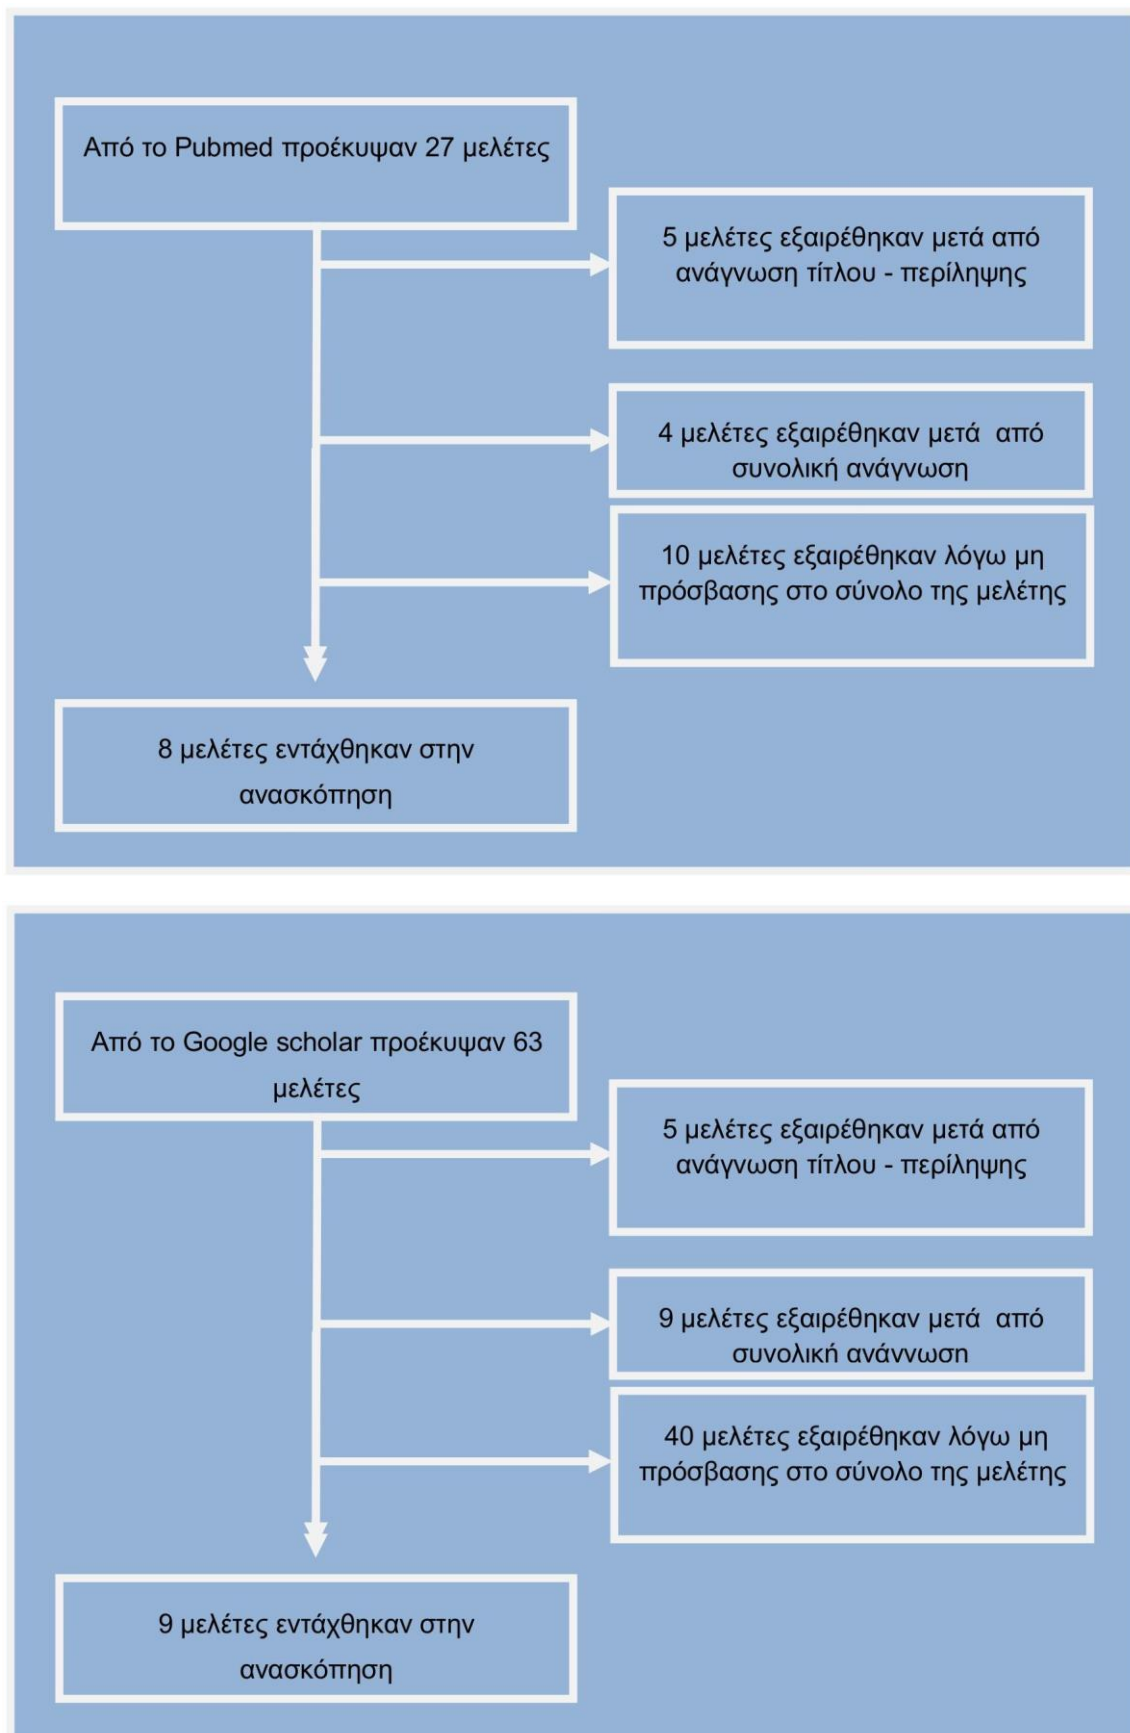 Από το Pubmed προέκυψαν 27 μελέτες
5 μελέτες εξαιρέθηκαν μετά από
ανάγνωση τίτλου - περίληψης
4 μελέτες εξαιρέθηκαν μετά από
συνολική ανάγνωση
10 μελέτες εξαιρέθηκαν λόγω μη
πρόσβασης στο σύνολο της μελέτης
8 μελέτες εντάχθηκαν στην
ανασκόπηση
Από το Google scholar προέκυψαν 63
μελέτες
5 μελέτες εξαιρέθηκαν μετά από
ανάγνωση τίτλου - περίληψης
9 μελέτες εξαιρέθηκαν μετά από
συνολική ανάγνωση
40 μελέτες εξαιρέθηκαν λόγω μη
πρόσβασης στο σύνολο της μελέτης
9 μελέτες εντάχθηκαν στην
ανασκόπηση